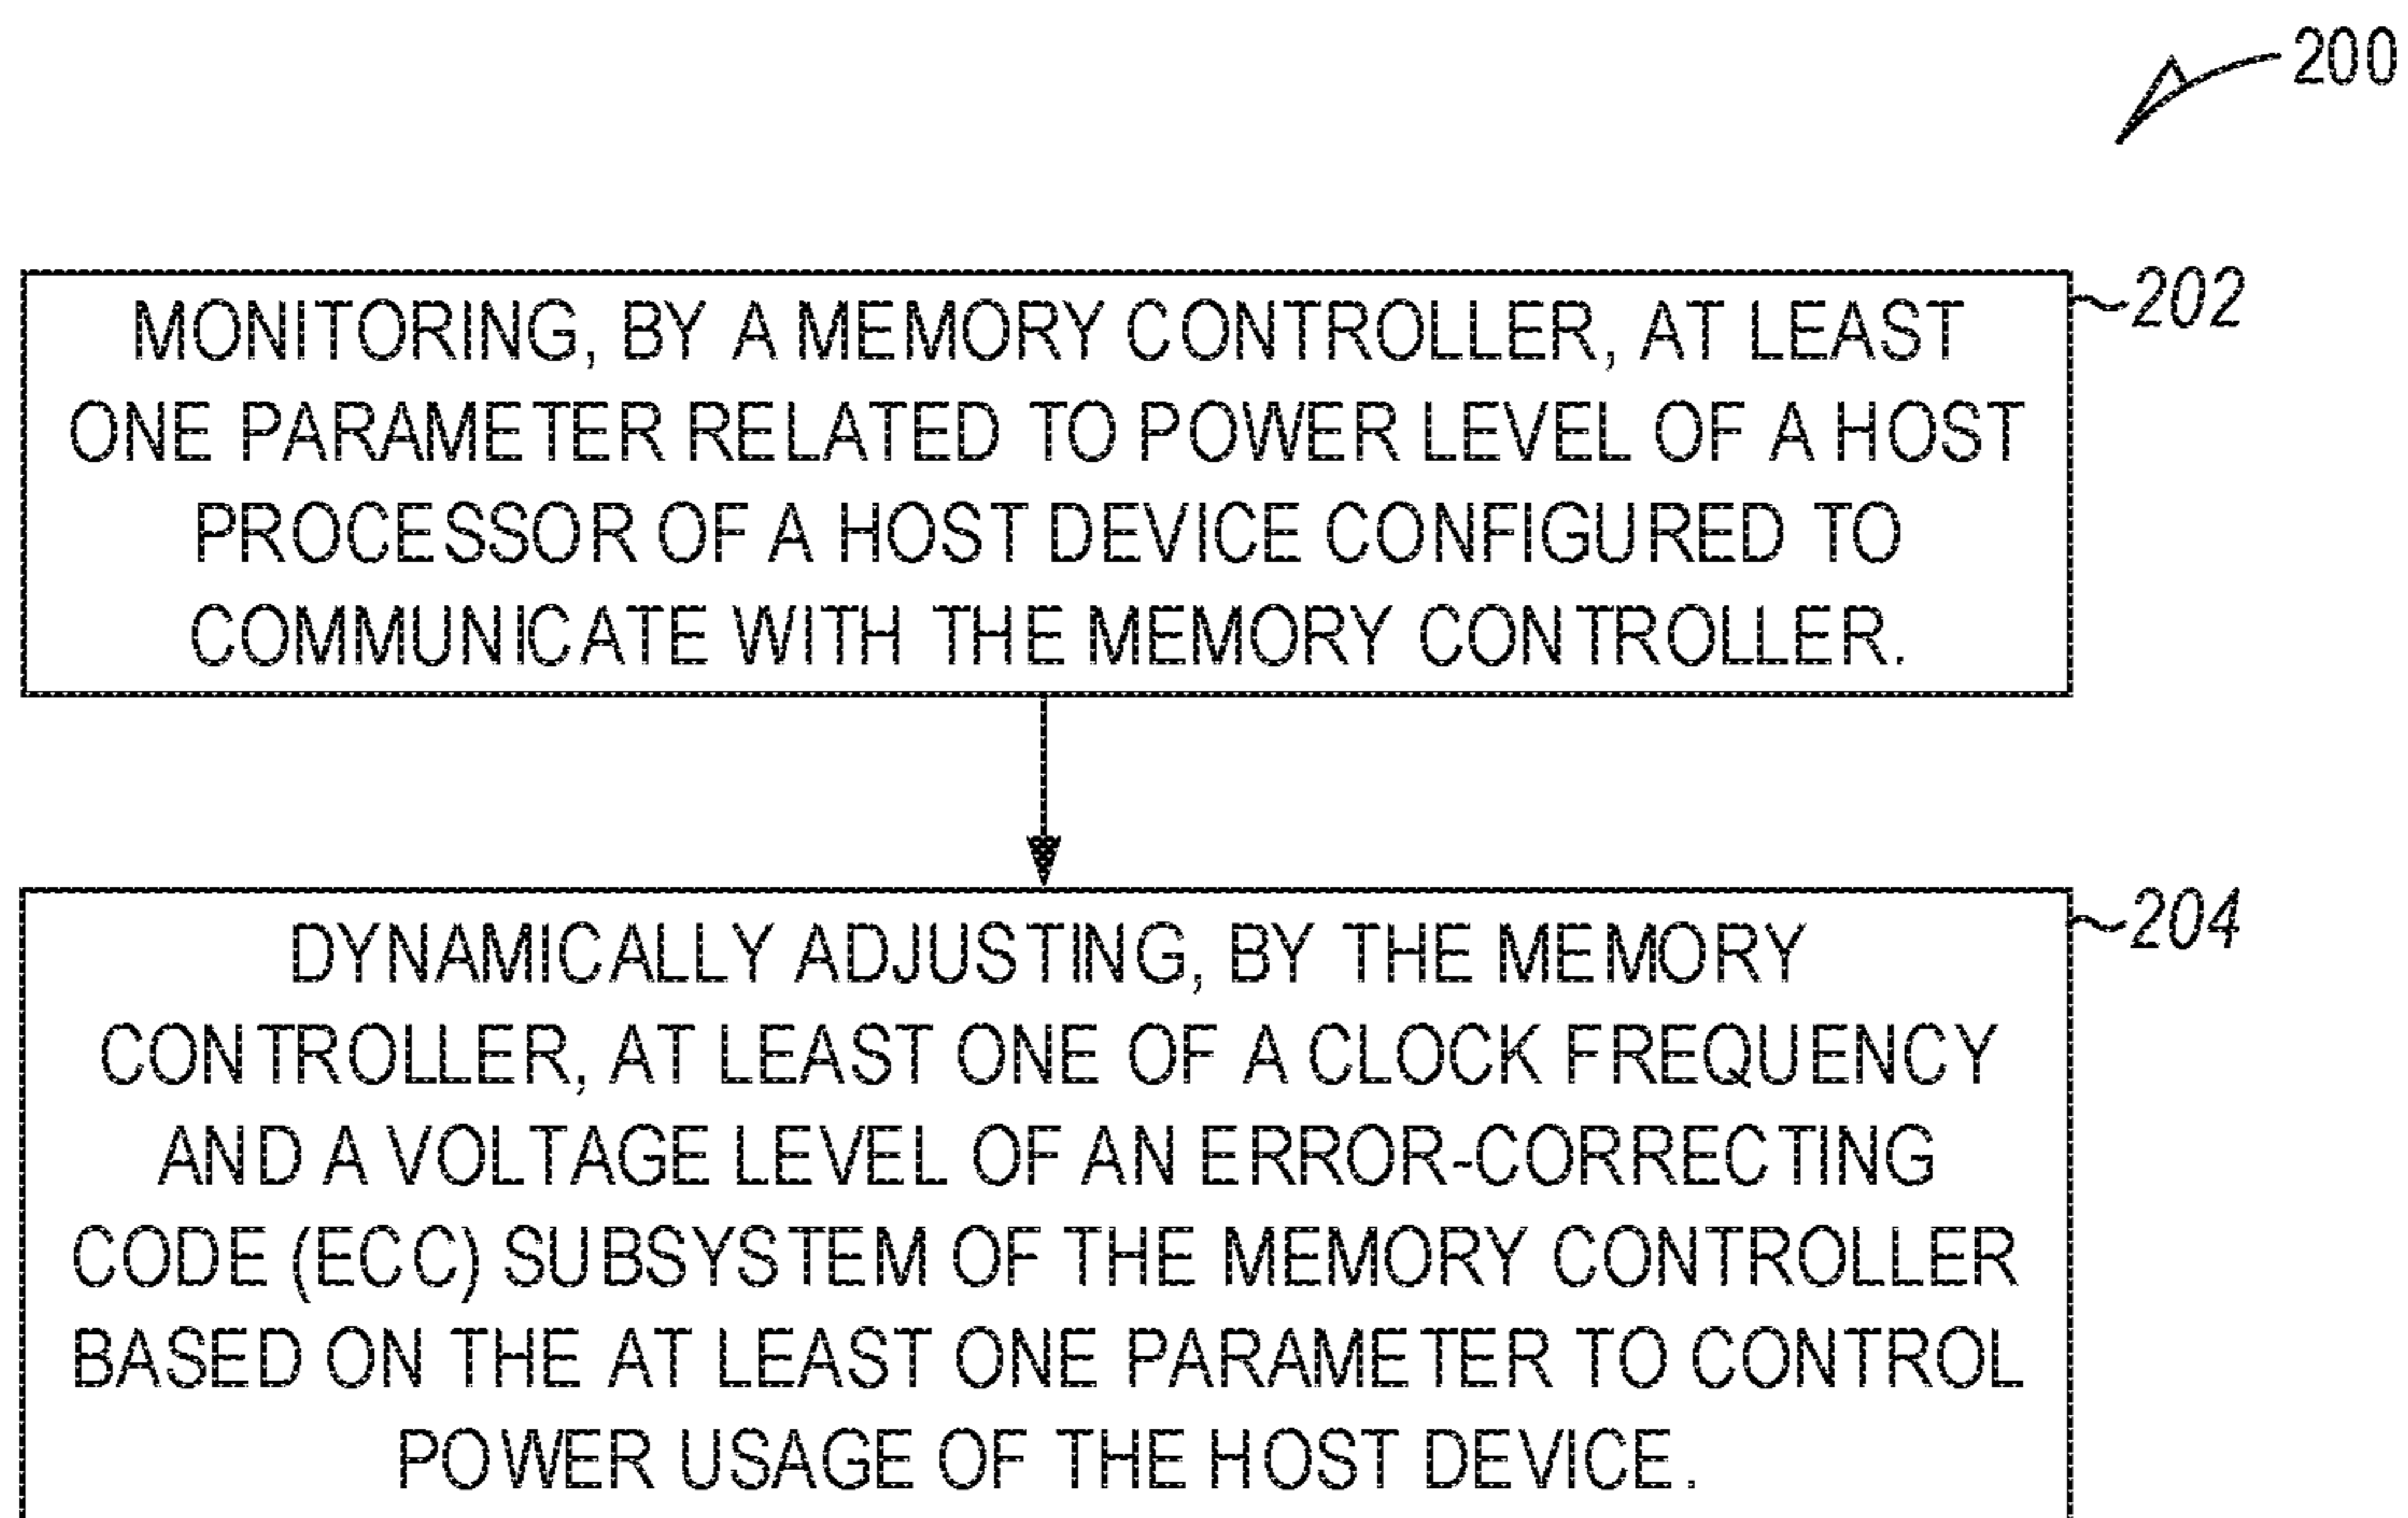 200
202
MONITORING, BY A MEMORY CONTROLLER, AT LEAST
ONE PARAMETER RELATED TO POWER LEVEL OF A HOST
PROCESSOR OF A HOST DEVICE CONFIGURED TO
COMMUNICATE WITH THE MEMORY CONTROLLER.
204
DYNAMICALLY ADJUSTING, BY THE MEMORY
CONTROLLER, AT LEAST ONE OF A CLOCK FREQUENCY
AND A VOLTAGE LEVEL OF AN ERROR-CORRECTING
CODE (ECC) SUBSYSTEM OF THE MEMORY CONTROLLER
BASED ON THE AT LEAST ONE PARAMETER TO CONTROL
POWER USAGE OF THE HOST DEVICE.